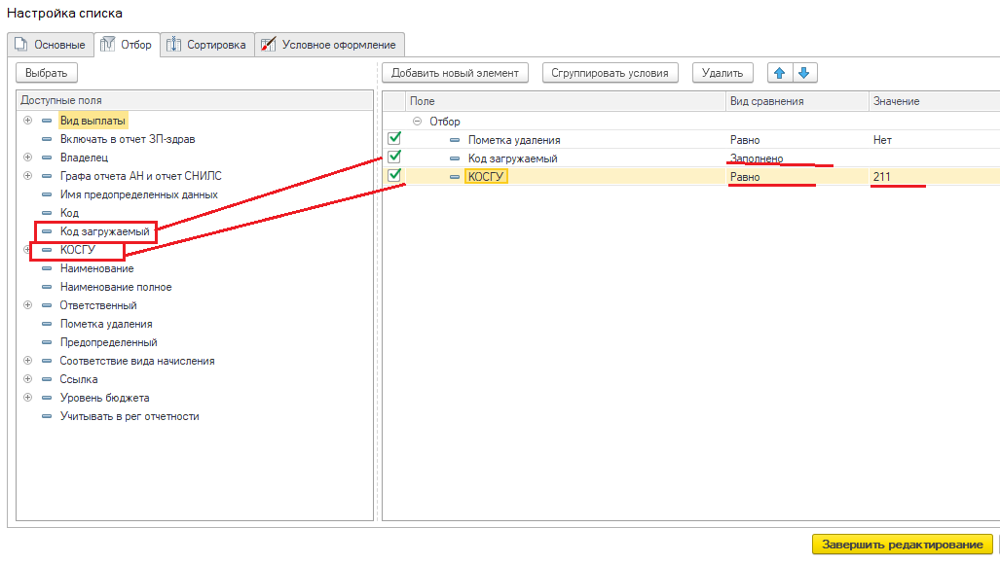 Настройка списка
Основные Отбор Сортировка Условное оформление
Выбрать Добавить новый элемент Сгруппировать условия Удалить
Доступные поля
Вид выплаты
Включать в отчет ЗП-здрав
Владелец
Графа отчета АН и отчет СНИЛС
Имя предопределенных данных
Код
Код загружаемый
КОСГУ
Наименование
Наименование полное
Ответственный
Пометка удаления
Предопределенный
Соответствие вида начисления
Ссылка
Уровень бюджета
Учитывать в рег отчетности
Поле Вид сравнения Значение
Отбор
Пометка удаления Равно Нет
Код загружаемый Заполнено
КОСГУ Равно 211
Завершить редактирование